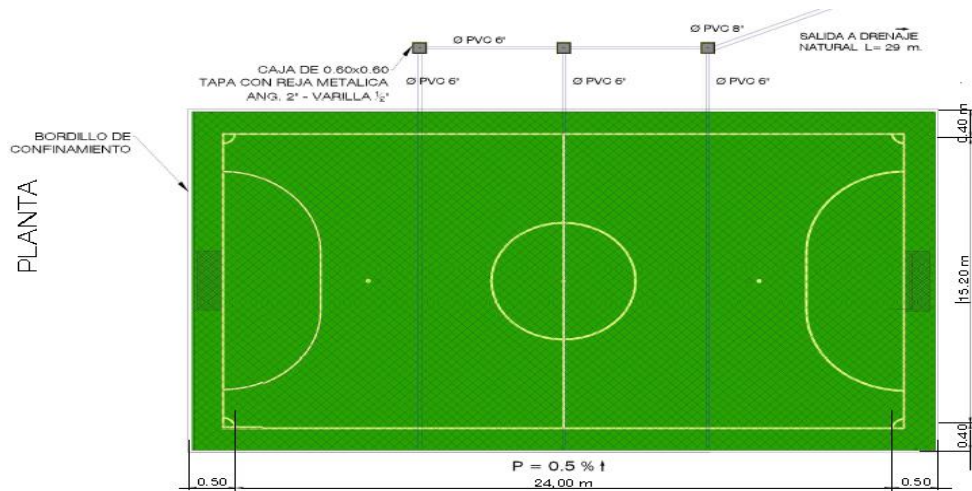 Ø PVC 6"
Ø PVC 8"
SALIDA A DRENAJE
NATURAL L= 29 m.
CAJA DE 0.60x0.60
TAPA CON REJA METALICA
ANG. 2" - VARILLA ½"
Ø PVC 6"
Ø PVC 6"
Ø PVC 6"
BORDILLO DE
CONFINAMIENTO
PLANTA
0.40 m
15.20 m
0.40
P = 0.5 %
0.50
24,00 m
0.50